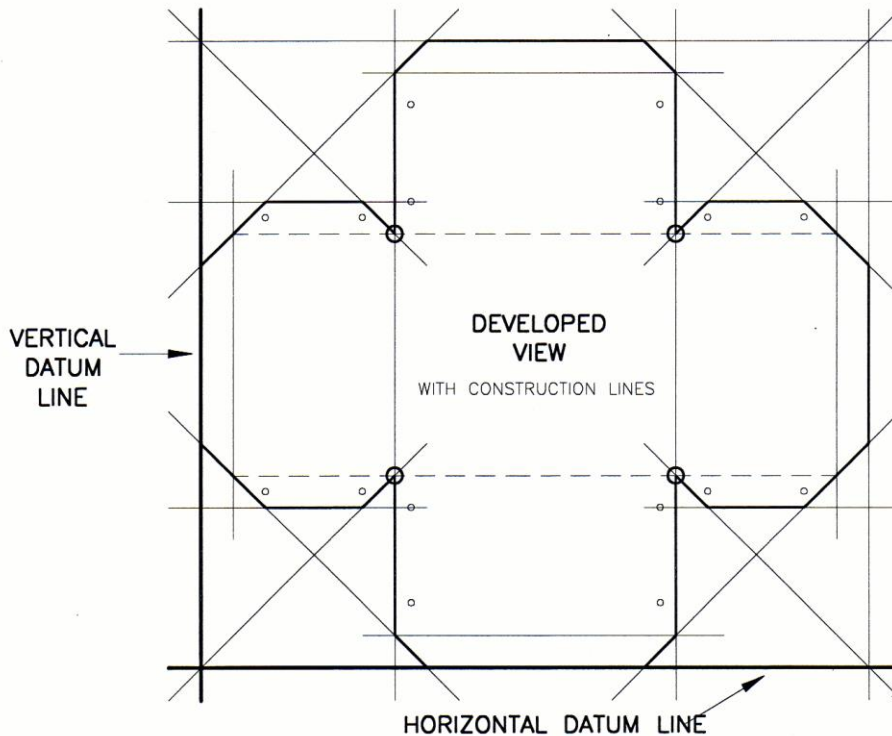 DEVELOPED
VIEW
WITH CONSTRUCTION LINES
VERTICAL
DATUM
LINE
HORIZONTAL DATUM LINE